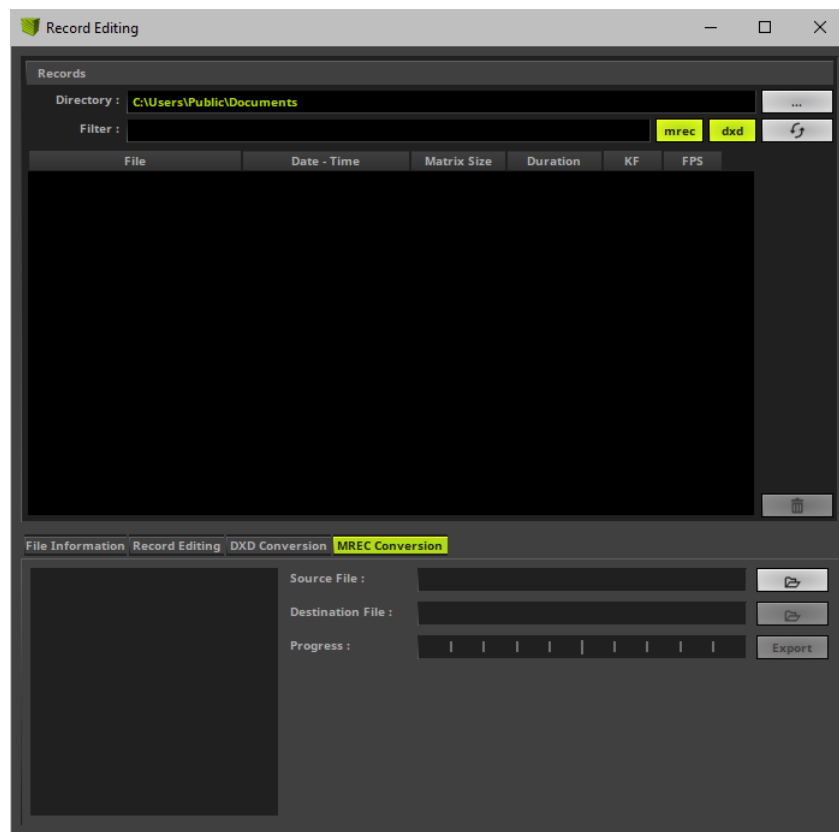 Record Editing
Records
Directory : C:\Users\Public\Documents ...
Filter : mrec dxd
File Date - Time Matrix Size Duration KF FPS
File Information Record Editing DXD Conversion MREC Conversion
Source File :
Destination File :
Progress : Export